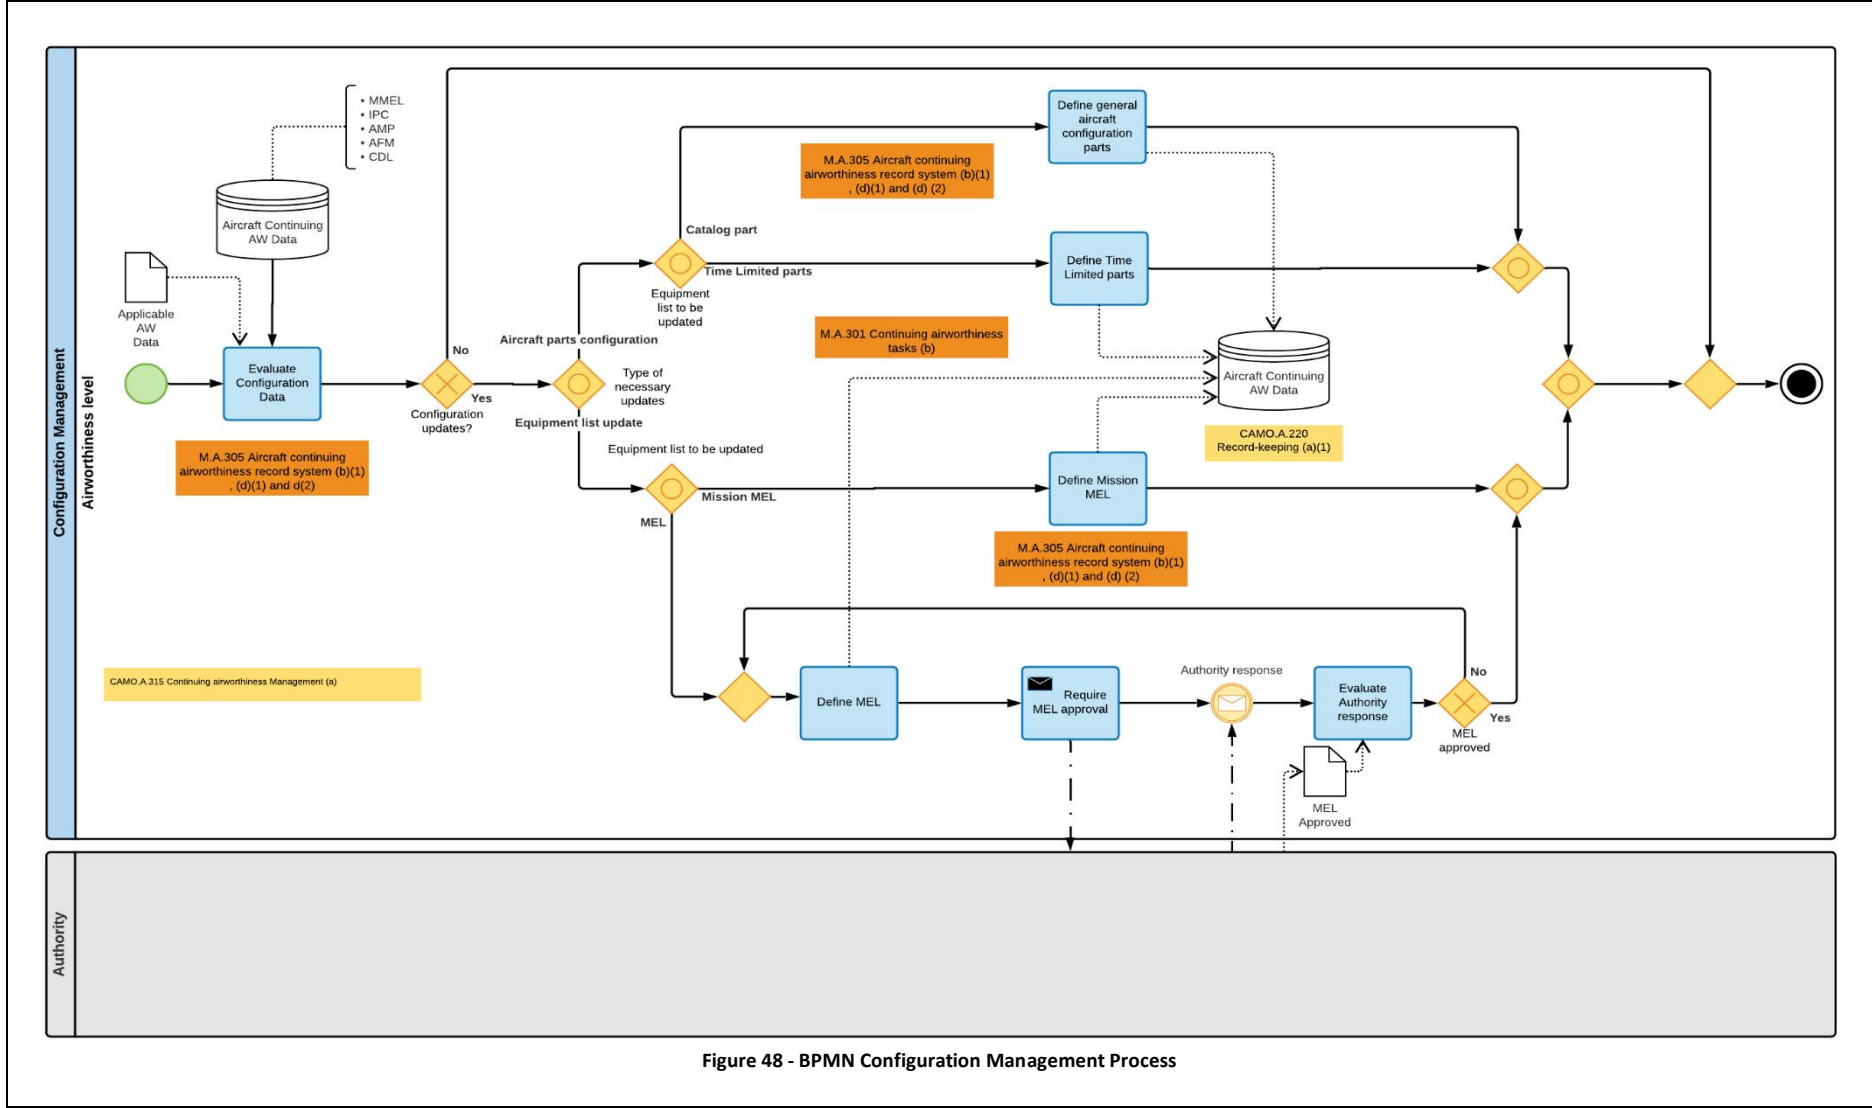 Configuration Management
Airworthiness level
• MMEL
• IPC
• AMP
• AFM
• CDL
Aircraft Continuing
AW Data
Applicable
AW
Data
Evaluate
Configuration
Data
M.A.305 Aircraft continuing
airworthiness record system (b)(1)
, (d)(1) and d(2)
No
Yes
Configuration
updates?
Aircraft parts configuration
Type of
necessary
updates
Equipment list update
Catalog part
Time Limited parts
Equipment
list to be
updated
Define general
aircraft
configuration
parts
M.A.305 Aircraft continuing
airworthiness record system (b)(1)
, (d)(1) and (d) (2)
Define Time
Limited parts
M.A.301 Continuing airworthiness
tasks (b)
Aircraft Continuing
AW Data
CAMO.A.220
Record-keeping (a)(1)
Equipment list to be updated
Mission MEL
MEL
Define Mission
MEL
M.A.305 Aircraft continuing
airworthiness record system (b)(1)
, (d)(1) and (d) (2)
CAMO.A.315 Continuing airworthiness Management (a)
Define MEL
Require
MEL approval
Authority response
Evaluate
Authority
response
No
Yes
MEL
approved
MEL
Approved
Authority
Figure 48 - BPMN Configuration Management Process